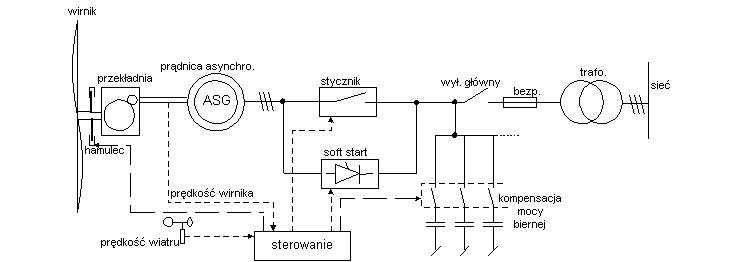 wirnik
prądnica asynchro.
przekładnia
ASG
stycznik
wył. główny
bezp.
trafo.
sieć
hamulec
soft start
prędkość wirnika
kompensacja
mocy
biernej
prędkość wiatru
sterowanie